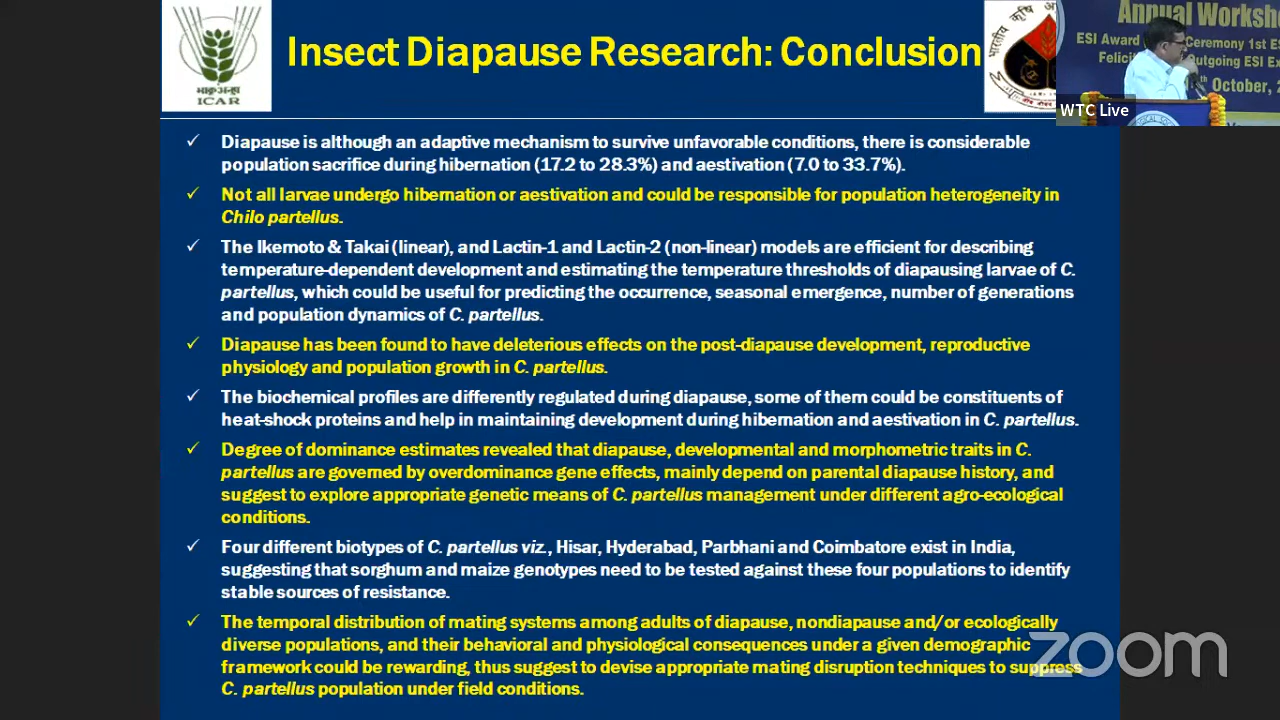 Insect Diapause Research: Conclusion
भाकृअनुप
ICAR
भारतीय कृषि अ
Annual Worksh
ESI Award
Ceremony 1st ES
Felici
Outgoing ESI Ex
October, 2
WTC Live
✓ Diapause is although an adaptive mechanism to survive unfavorable conditions, there is considerable
population sacrifice during hibernation (17.2 to 28.3%) and aestivation (7.0 to 33.7%).
✓ Not all larvae undergo hibernation or aestivation and could be responsible for population heterogeneity in
Chilo partellus.
✓ The Ikemoto & Takai (linear), and Lactin-1 and Lactin-2 (non-linear) models are efficient for describing
temperature-dependent development and estimating the temperature thresholds of diapausing larvae of C.
partellus, which could be useful for predicting the occurrence, seasonal emergence, number of generations
and population dynamics of C. partellus.
✓ Diapause has been found to have deleterious effects on the post-diapause development, reproductive
physiology and population growth in C. partellus.
✓ The biochemical profiles are differently regulated during diapause, some of them could be constituents of
heat-shock proteins and help in maintaining development during hibernation and aestivation in C. partellus.
✓ Degree of dominance estimates revealed that diapause, developmental and morphometric traits in C.
partellus are governed by overdominance gene effects, mainly depend on parental diapause history, and
suggest to explore appropriate genetic means of C. partellus management under different agro-ecological
conditions.
✓ Four different biotypes of C. partellus viz., Hisar, Hyderabad, Parbhani and Coimbatore exist in India,
suggesting that sorghum and maize genotypes need to be tested against these four populations to identify
stable sources of resistance.
✓ The temporal distribution of mating systems among adults of diapause, nondiapause and/or ecologically
diverse populations, and their behavioral and physiological consequences under a given demographic
framework could be rewarding, thus suggest to devise appropriate mating disruption techniques to suppress
C. partellus population under field conditions.
zoom